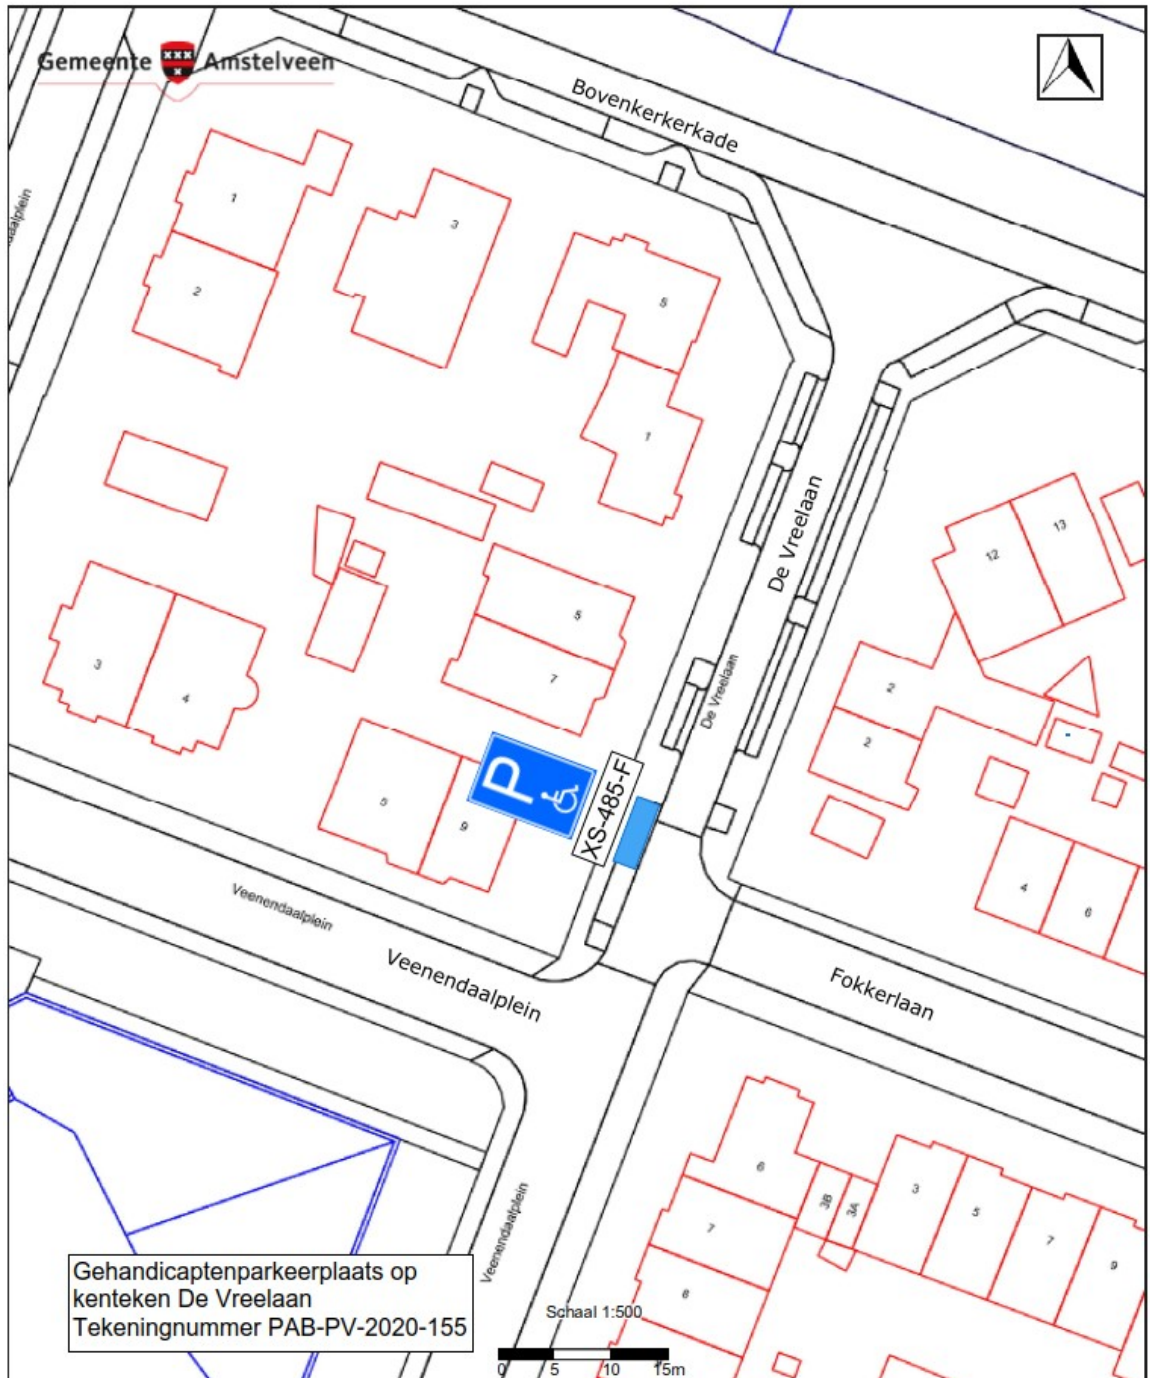 Gemeente Amstelveen
Bovenkerkerkade
1
3
2
5
1
De Vreelaan
13
12
5
7
De Vreelaan
3
4
2
2
P
XS-485-F
5
9
4
6
Veenendaalplein
Veenendaalplein
Fokkerlaan
6
3B
3A
3
5
7
7
9
8
Veenendaalplein
Gehandicaptenparkeerplaats op
kenteken De Vreelaan
Tekeningnummer PAB-PV-2020-155
Schaal 1:500
0 5 10 15m